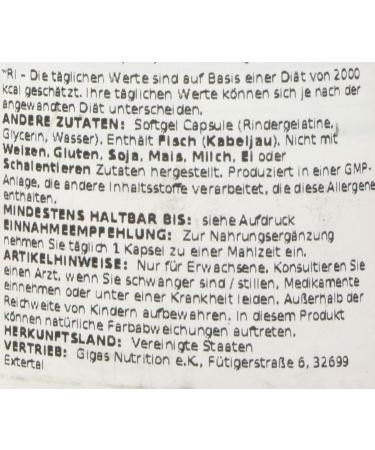 *RI - Die täglichen Werte sind auf Basis einer Diät von 2000
kcal geschätzt. Ihre täglichen Werte können sich je nach der
angewandten Diät unterscheiden.
ANDERE ZUTATEN: Softgel Capsule (Rindergelatine,
Glycerin, Wasser). Enthält Fisch (Kabeljau). Nicht mit
Weizen, Gluten, Soja, Mais, Milch, Ei oder
Schalentieren Zutaten hergestellt. Produziert in einer GMP-
Anlage, die andere Inhaltsstoffe verarbeitet, die diese Allergene
enthalten.
MINDESTENS HALTBAR BIS: siehe Aufdruck
EINNAHMEEMPFEHLUNG: Zur Nahrungsergänzung
nehmen Sie täglich 1 Kapsel zu einer Mahlzeit ein.
ARTIKELHINWEISE: Nur für Erwachsene. Konsultieren Sie
einen Arzt, wenn Sie schwanger sind / stillen, Medikamente
einnehmen oder unter einer Krankheit leiden. Außerhalb der
Reichweite von Kindern aufbewahren. In diesem Produkt
können natürliche Farbabweichungen auftreten.
HERKUNFTSLAND: Vereinigte Staaten
VERTRIEB: Gigas Nutrition e.K., Fütigerstraße 6, 32699
Extertal